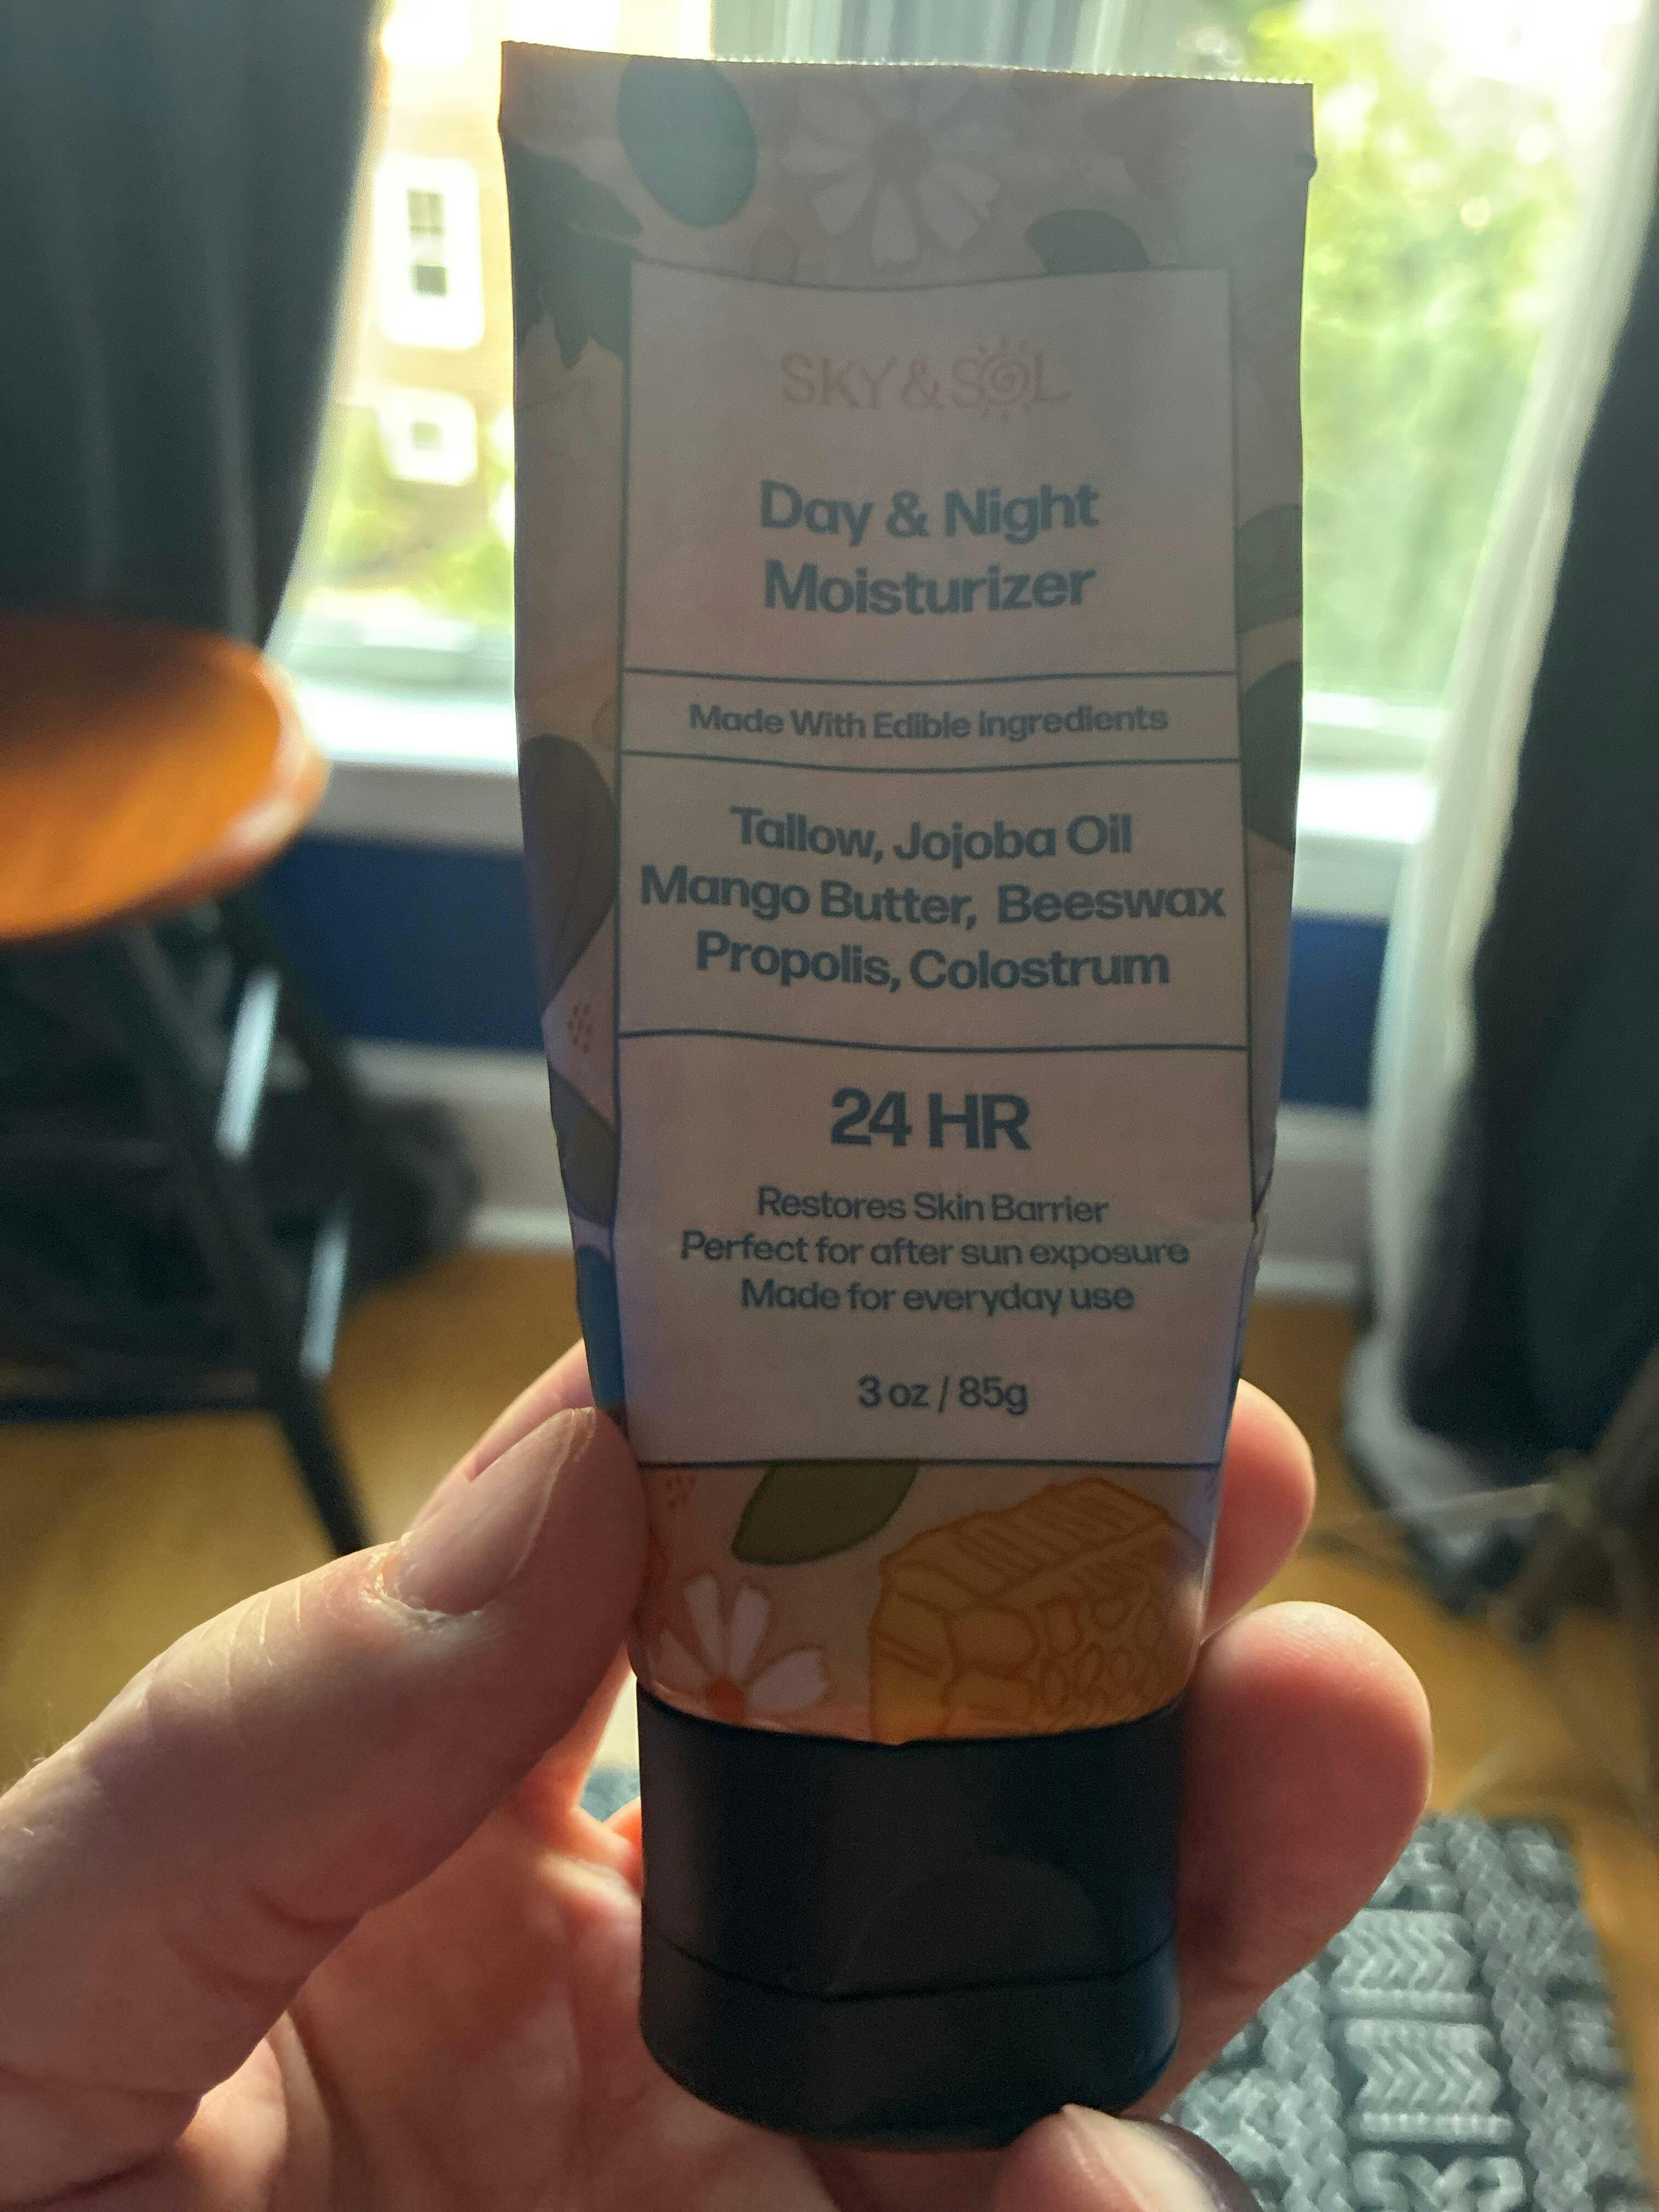 SKY & SOL
Day & Night
Moisturizer
Made With Edible Ingredients
Tallow, Jojoba Oil
Mango Butter, Beeswax
Propolis, Colostrum
24 HR
Restores Skin Barrier
Perfect for after sun exposure
Made for everyday use
3 oz / 85g